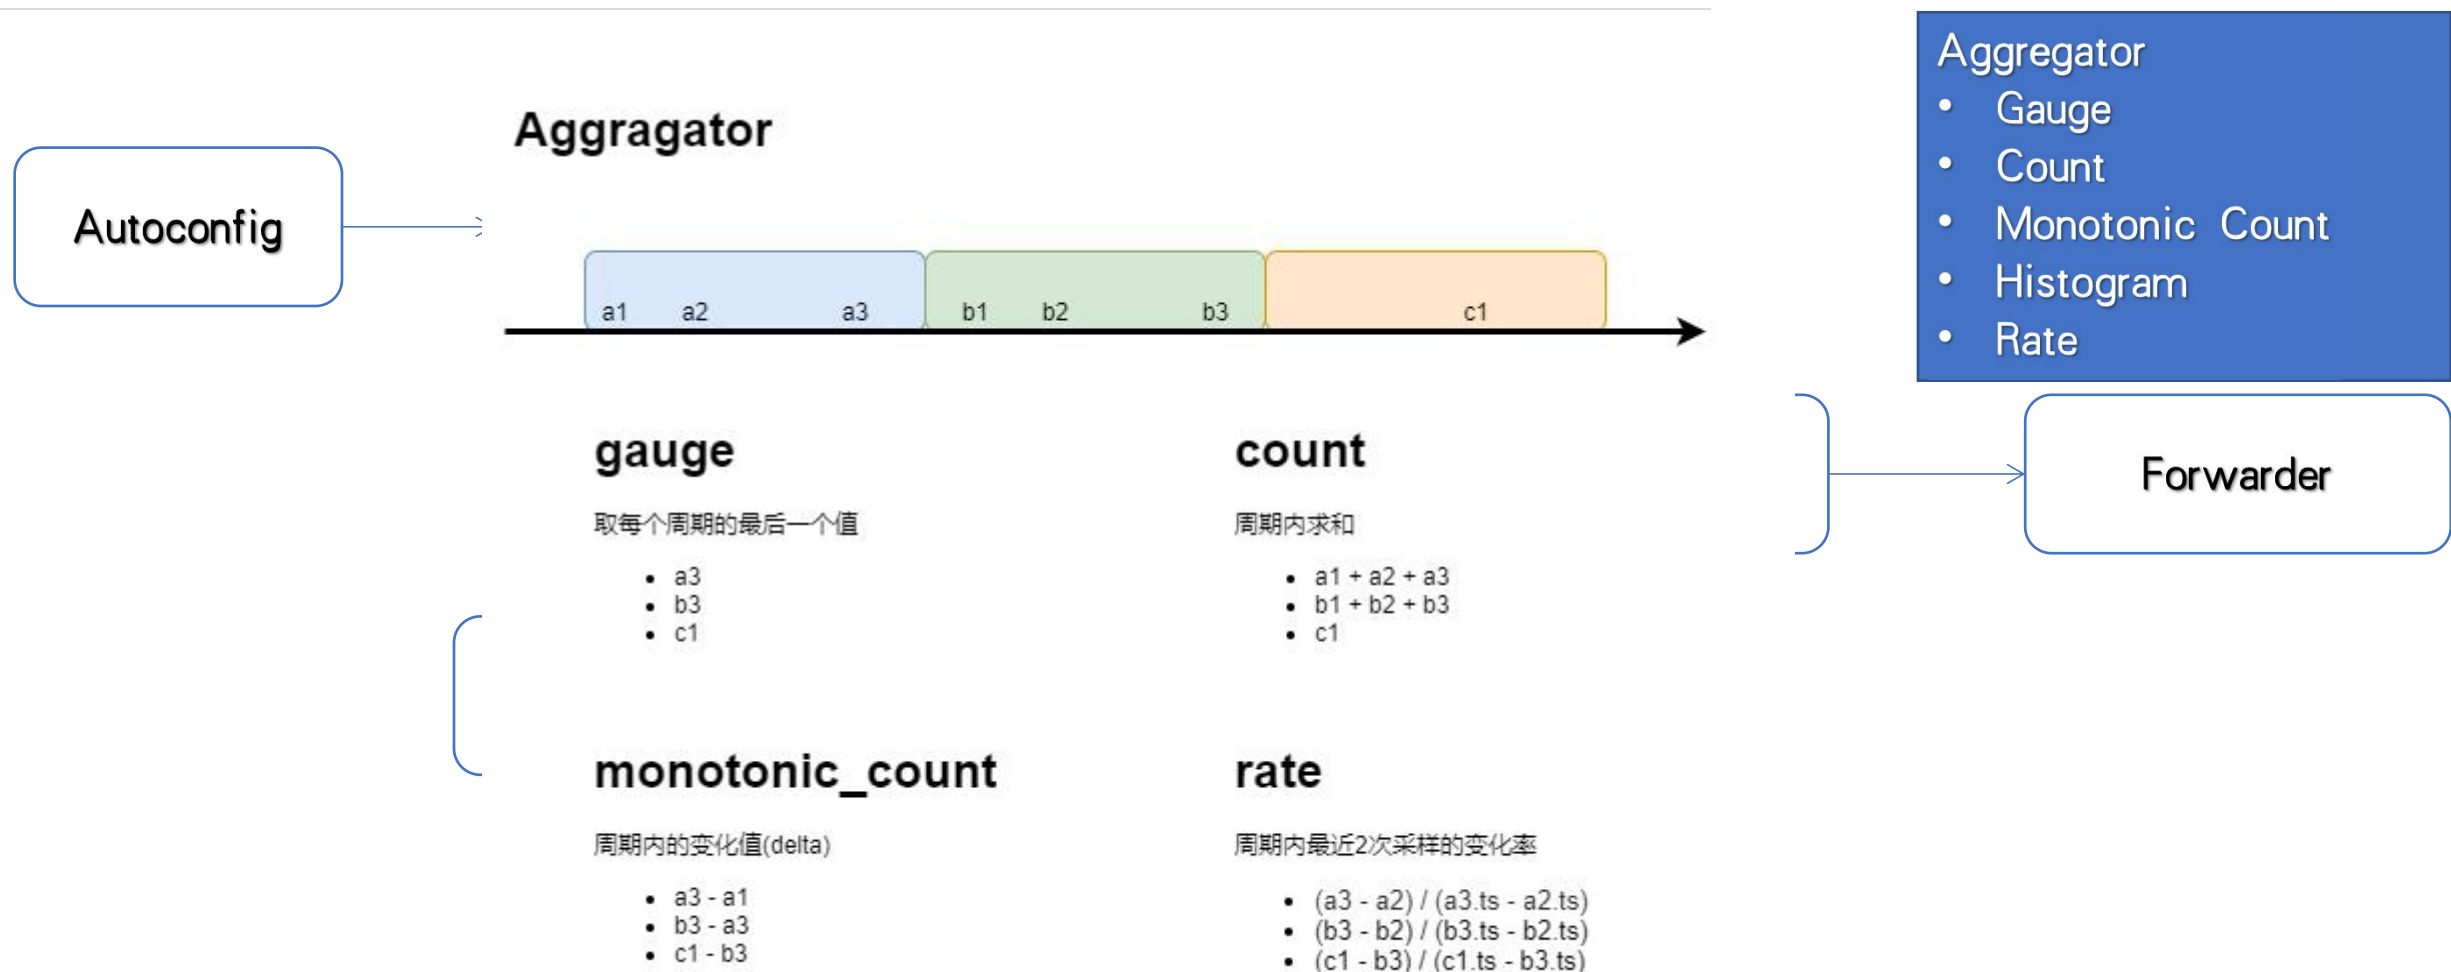 Aggragator
Autoconfig
a1 a2 a3 b1 b2 b3 c1
Aggregator
• Gauge
• Count
• Monotonic Count
• Histogram
• Rate
Forwarder
gauge
取每个周期的最后一个值
• a3
• b3
• c1
count
周期内求和
• a1 + a2 + a3
• b1 + b2 + b3
• c1
monotonic_count
周期内的变化值(delta)
• a3 - a1
• b3 - a3
• c1 - b3
rate
周期内最近2次采样的变化率
• (a3 - a2) / (a3.ts - a2.ts)
• (b3 - b2) / (b3.ts - b2.ts)
• (c1 - b3) / (c1.ts - b3.ts)